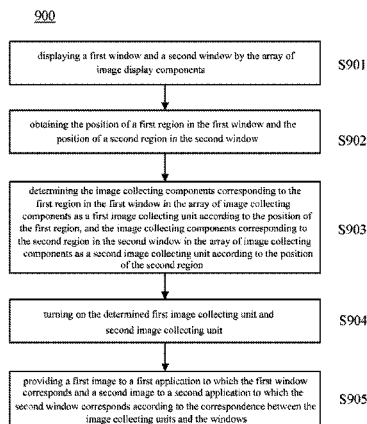 900
displaying a first window and a second window by the array of
image display components
S901
obtaining the position of a first region in the first window and the
position of a second region in the second window
S902
determining the image collecting components corresponding to the
first region in the first window in the array of image collecting
components as a first image collecting unit according to the position of
the first region, and the image collecting components corresponding to
the second region in the second window in the array of image collecting
components as a second image collecting unit according to the position
of the second region
S903
turning on the determined first image collecting unit and
second image collecting unit
S904
providing a first image to a first application to which the first window
corresponds and a second image to a second application to which the
second window corresponds according to the correspondence between the
image collecting units and the windows
S905